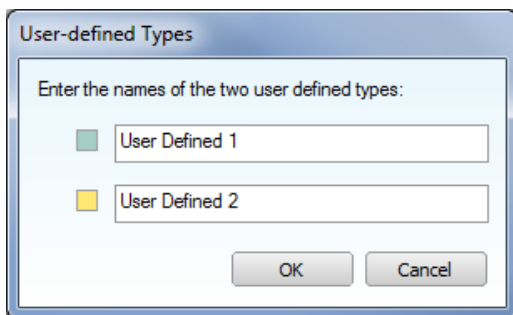 User-defined Types
Enter the names of the two user defined types:
User Defined 1
User Defined 2
OK Cancel